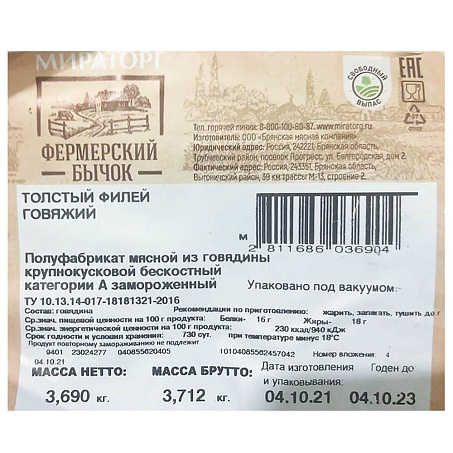 МИРАТОРГ
ФЕРМЕРСКИЙ
БЫЧОК
СВОБОДНЫЙ
ВЫПАС
EAC
Тел. горячей линии: 8-800-100-80-87. www.miratorg.ru
Изготовитель: ООО «Брянская мясная компания»
Юридический адрес: Россия, 242221, Брянская область,
Трубчевский район, поселок Прогресс, ул. Белгородская, дом 2.
Фактический адрес: Россия, 243351, Брянская область,
Выгоничский район, 39 км трассы М-13, строение 2.
ТОЛСТЫЙ ФИЛЕЙ
ГОВЯЖИЙ
М
2 811686 036904
Полуфабрикат мясной из говядины
крупнокусковой бескостный
категории А замороженный
Упаковано под вакуумом.
ТУ 10.13.14-017-18181321-2016
Состав: говядина Рекомендации по приготовлению: жарить, запекать, тушить до г
Ср.знач. пищевой ценности на 100 г продукта: Белки- 16 г Жиры- 18 г
Ср.знач. энергетической ценности на 100 г продукта: 230 ккал/940 кДж
Срок годности и условия хранения: 730 сут. при температуре минус 18°С
Продукт повторному замораживанию не подлежит
9401 23024277 040855620405 10104085562457042 Номер вложения 4
04.10.21
МАССА НЕТТО: МАССА БРУТТО: Дата изготовления Годен до
и упаковывания:
3,690 кг. 3,712 кг. 04.10.21 04.10.23